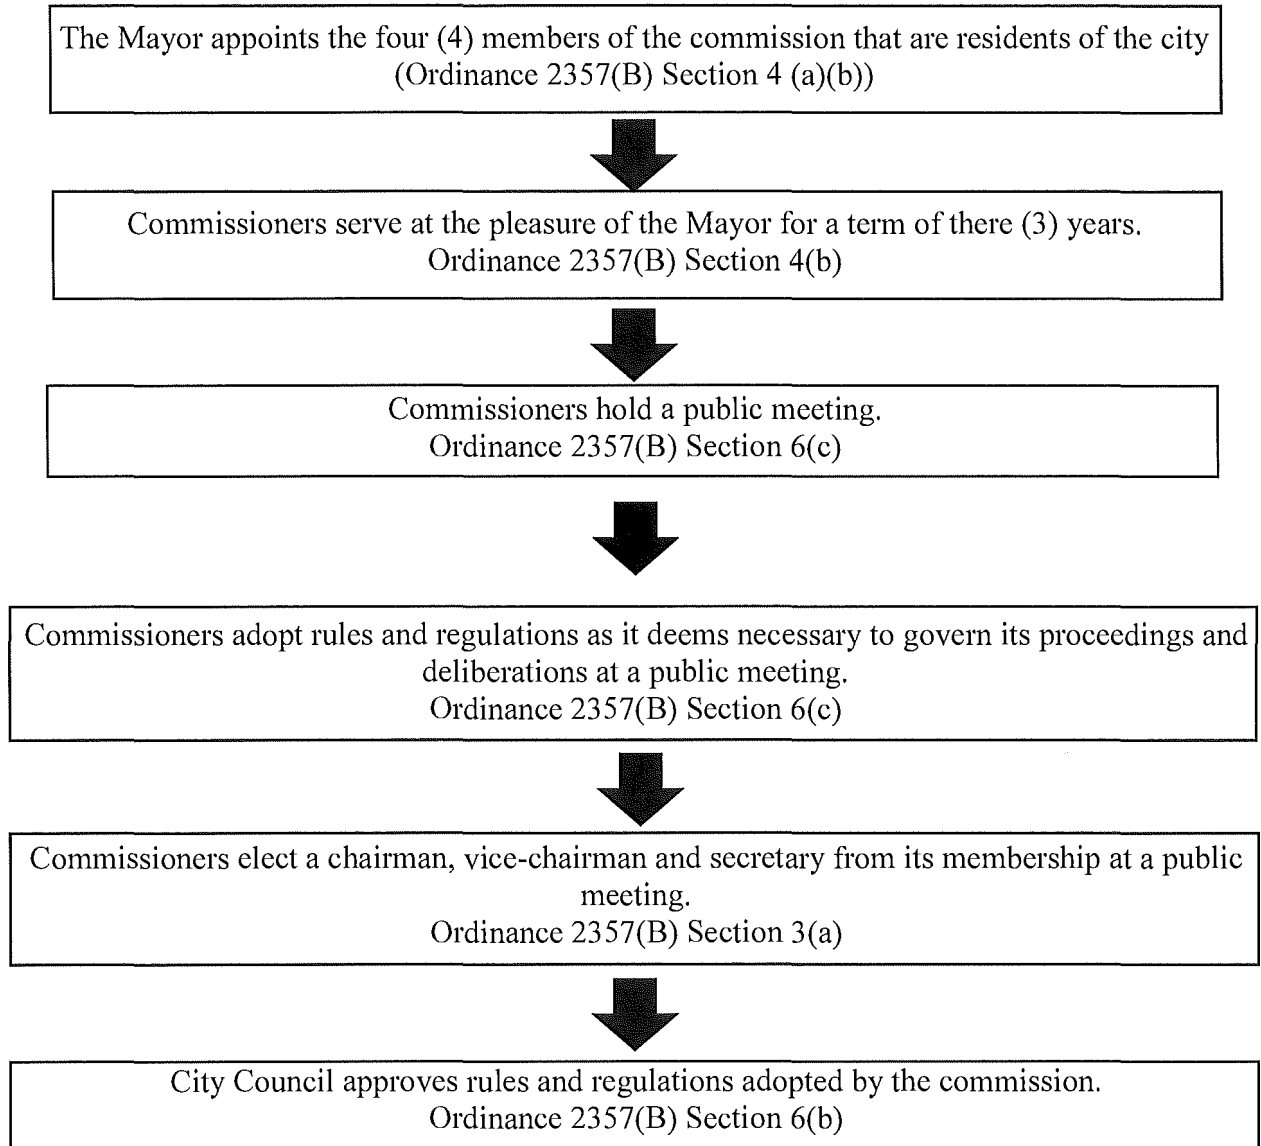 The Mayor appoints the four (4) members of the commission that are residents of the city
(Ordinance 2357(B) Section 4 (a)(b))
Commissioners serve at the pleasure of the Mayor for a term of there (3) years.
Ordinance 2357(B) Section 4(b)
Commissioners hold a public meeting.
Ordinance 2357(B) Section 6(c)
Commissioners adopt rules and regulations as it deems necessary to govern its proceedings and
deliberations at a public meeting.
Ordinance 2357(B) Section 6(c)
Commissioners elect a chairman, vice-chairman and secretary from its membership at a public
meeting.
Ordinance 2357(B) Section 3(a)
City Council approves rules and regulations adopted by the commission.
Ordinance 2357(B) Section 6(b)